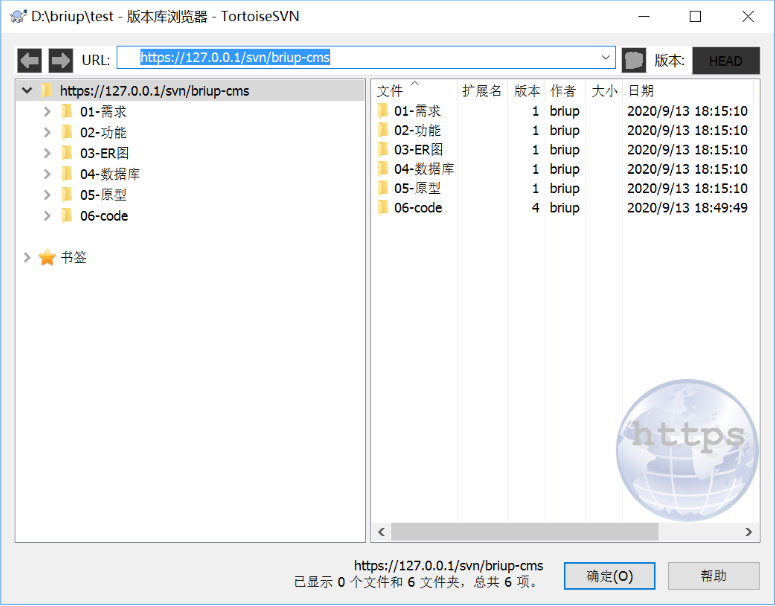 D:\briup\test - 版本库浏览器 - TortoiseSVN
URL: https://127.0.0.1/svn/briup-cms 版本: HEAD
https://127.0.0.1/svn/briup-cms
01-需求
02-功能
03-ER图
04-数据库
05-原型
06-code
书签
文件 扩展名 版本 作者 大小 日期
01-需求 1 briup 2020/9/13 18:15:10
02-功能 1 briup 2020/9/13 18:15:10
03-ER图 1 briup 2020/9/13 18:15:10
04-数据库 1 briup 2020/9/13 18:15:10
05-原型 1 briup 2020/9/13 18:15:10
06-code 4 briup 2020/9/13 18:49:49
https
https://127.0.0.1/svn/briup-cms
已显示 0 个文件和 6 文件夹，总共 6 项。
确定(O) 帮助